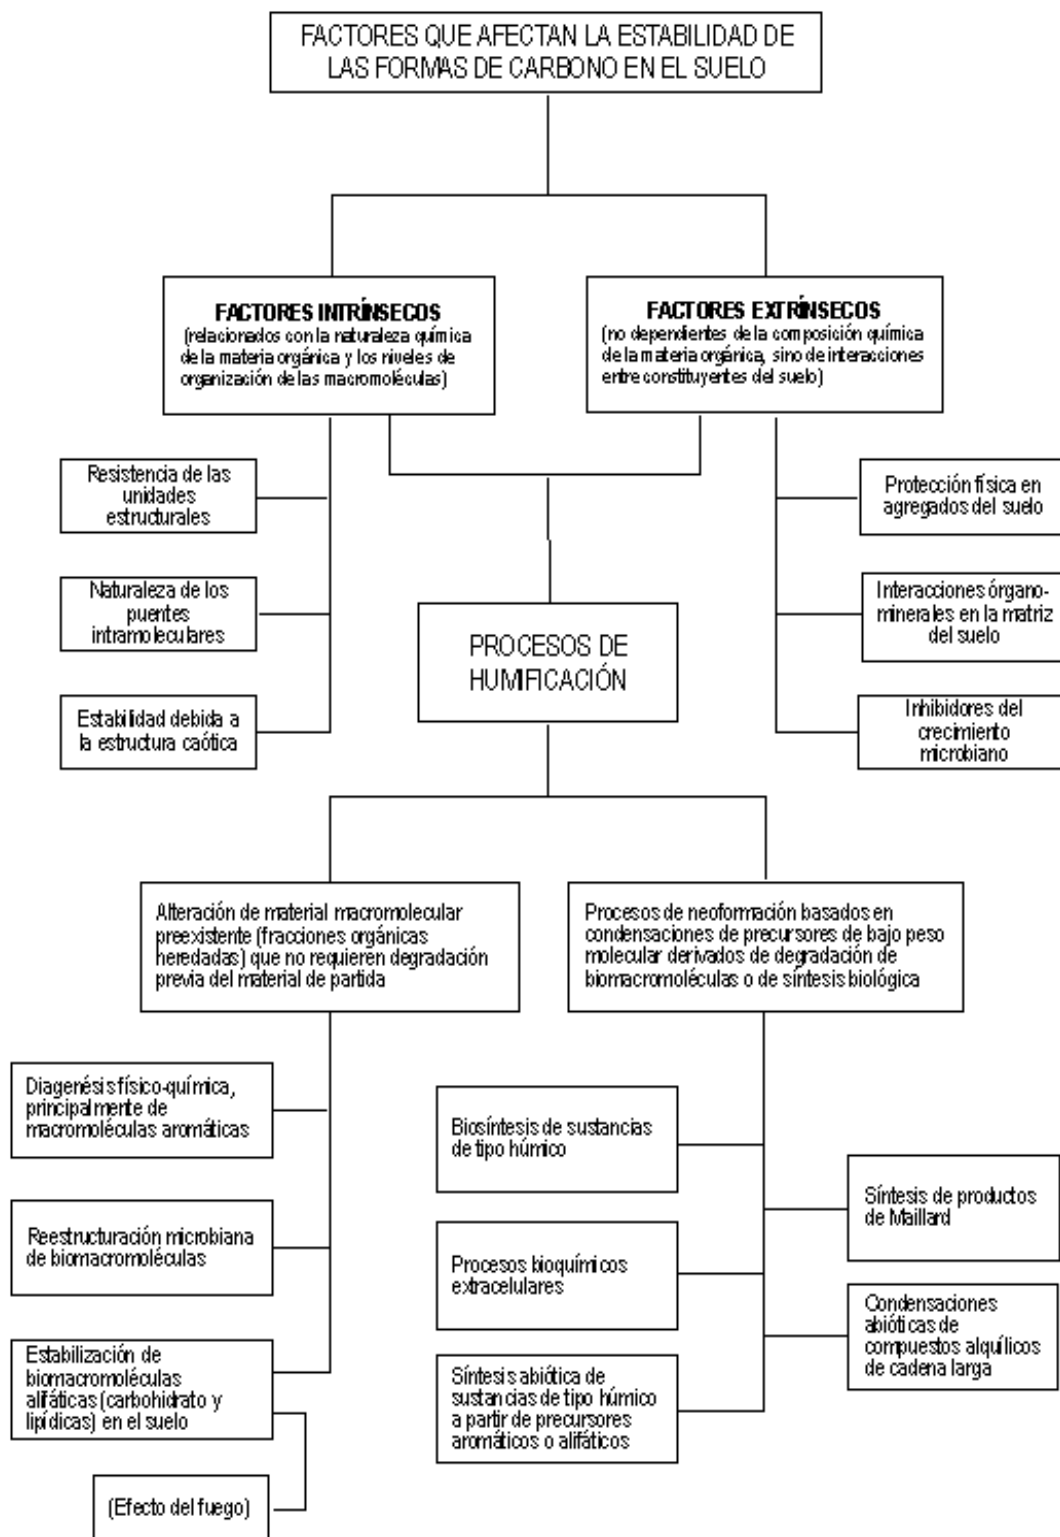 FACTORES QUE AFECTAN LA ESTABILIDAD DE
LAS FORMAS DE CARBONO EN EL SUELO
FACTORES INTRÍNSECOS
(relacionados con la naturaleza química
de la materia orgánica y los niveles de
organización de las macromoléculas)
FACTORES EXTRÍNSECOS
(no dependientes de la composición química
de la materia orgánica, sino de interacciones
entre constituyentes del suelo)
Resistencia de las
unidades
estructurales
Naturaleza de los
puentes
intramoleculares
Estabilidad debida a
la estructura caótica
Protección física en
agregados del suelo
Interacciones órgano-
minerales en la matriz
del suelo
Inhibidores del
crecimiento
microbiano
PROCESOS DE
HUMIFICACIÓN
Alteración de material macromolecular
preexistente (fracciones orgánicas
heredadas) que no requieren degradación
previa del material de partida
Procesos de neoformación basados en
condensaciones de precursores de bajo peso
molecular derivados de degradación de
biomacromoléculas o de síntesis biológica
Diagenésis físico-química,
principalmente de
macromoléculas aromáticas
Reestructuración microbiana
de biomacromoléculas
Estabilización de
biomacromoléculas
alifáticas (carbohidrato y
lipídicas) en el suelo
(Efecto del fuego)
Biosíntesis de sustancias
de tipo húmico
Procesos bioquímicos
extracelulares
Síntesis abiótica de
sustancias de tipo húmico
a partir de precursores
aromáticos o alifáticos
Síntesis de productos
de Maillard
Condensaciones
abióticas de
compuestos alquílicos
de cadena larga